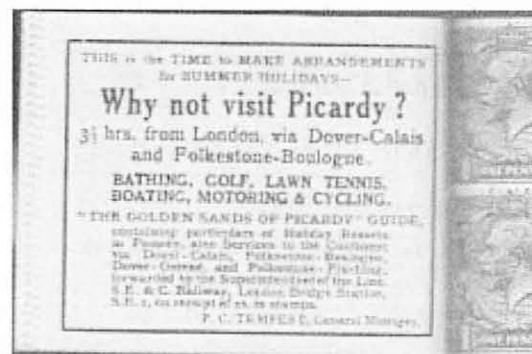 THIS is the TIME to MAKE ARRANGEMENTS
for SUMMER HOLIDAYS—
Why not visit Picardy?
3½ hrs. from London, via Dover-Calais
and Folkestone-Boulogne.
BATHING, GOLF, LAWN TENNIS,
BOATING, MOTORING & CYCLING.
"THE GOLDEN SANDS OF PICARDY" GUIDE,
containing particulars of Holiday Resorts
in Picardy, also Services to the Continent
via Dover-Calais, Folkestone-Boulogne,
Dover-Ostend, and Folkestone-Flushing,
forwarded by the Superintendent of the Line,
S.E. & C. Railway, London Bridge Station,
S.E. 1, on receipt of in stamps.
P. C. TEMPEST, General Manager.